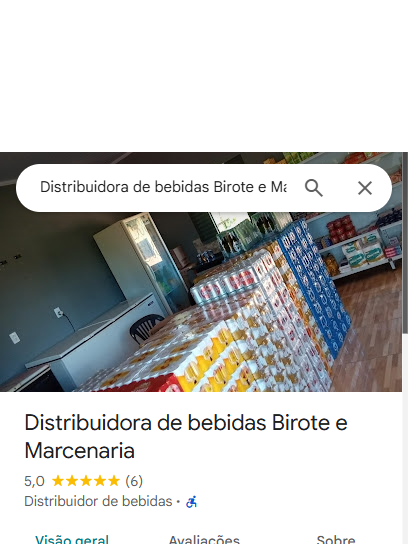 Distribuidora de bebidas Birote e Ma
Distribuidora de bebidas Birote e
Marcenaria
5,0 (6)
Distribuidor de bebidas ·
Visão geral Avaliações Sobre